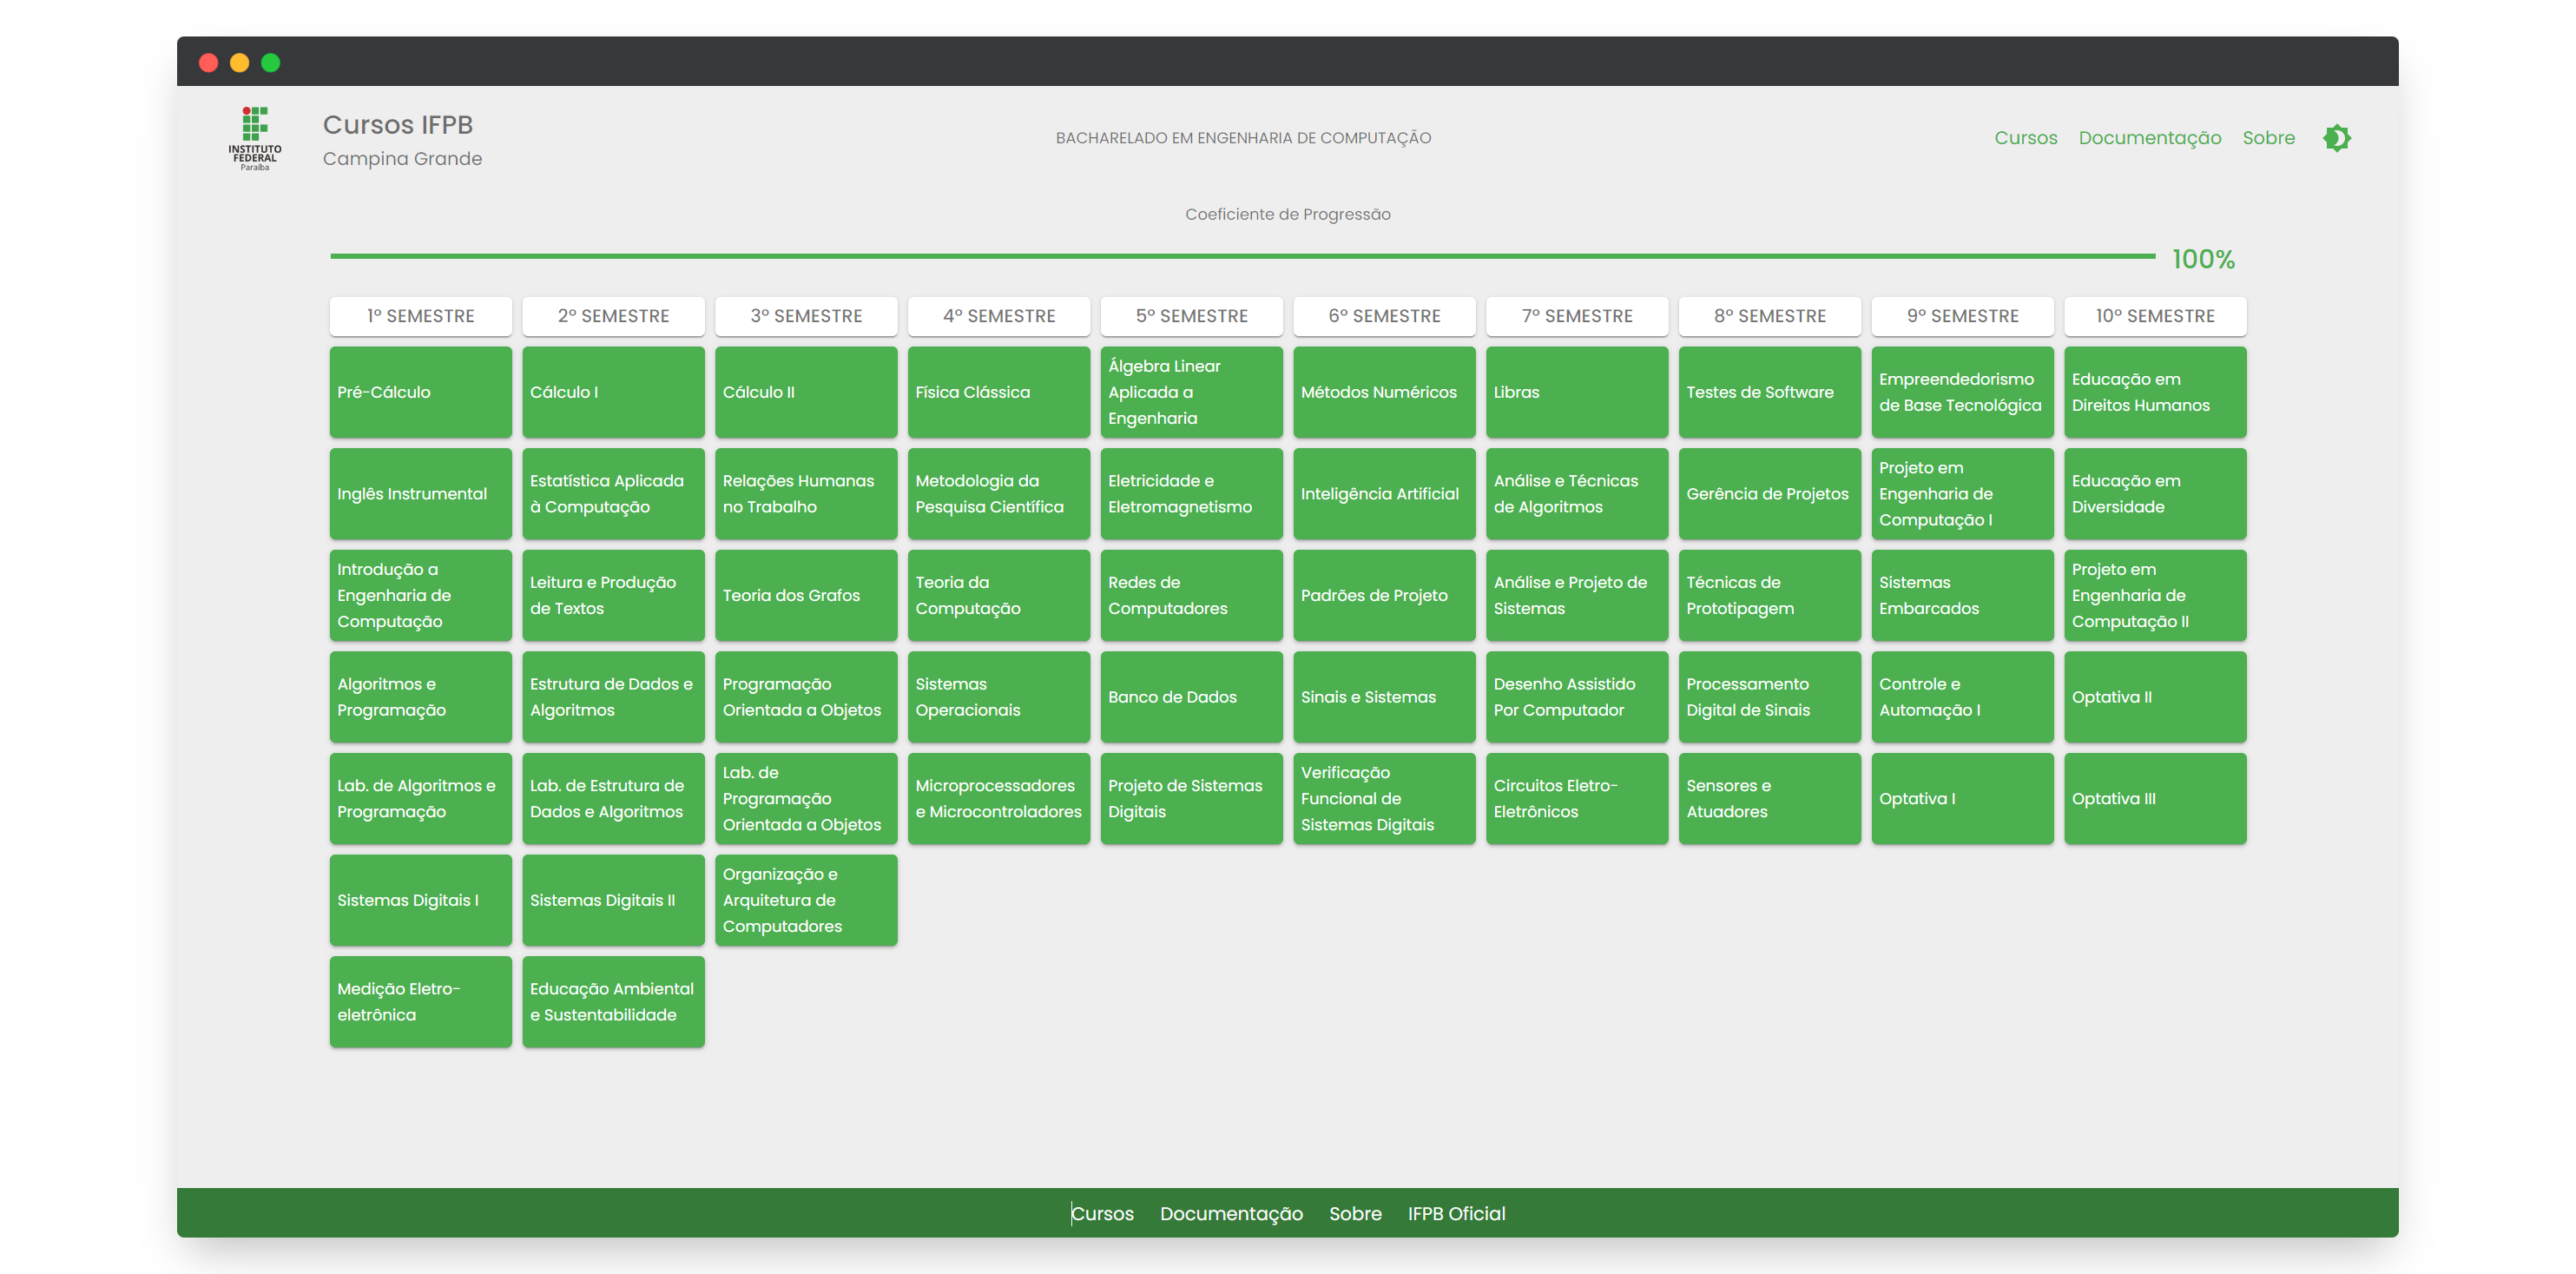 INSTITUTO
FEDERAL
Paraíba
Cursos IFPB
Campina Grande
BACHARELADO EM ENGENHARIA DE COMPUTAÇÃO
Cursos
Documentação
Sobre
Coeficiente de Progressão
100%
1º SEMESTRE
2º SEMESTRE
3º SEMESTRE
4º SEMESTRE
5º SEMESTRE
6º SEMESTRE
7º SEMESTRE
8º SEMESTRE
9º SEMESTRE
10º SEMESTRE
Pré-Cálculo
Cálculo I
Cálculo II
Física Clássica
Álgebra Linear
Aplicada a
Engenharia
Métodos Numéricos
Libras
Testes de Software
Empreendedorismo
de Base Tecnológica
Educação em
Direitos Humanos
Inglês Instrumental
Estatística Aplicada
à Computação
Relações Humanas
no Trabalho
Metodologia da
Pesquisa Científica
Eletricidade e
Eletromagnetismo
Inteligência Artificial
Análise e Técnicas
de Algoritmos
Gerência de Projetos
Projeto em
Engenharia de
Computação I
Educação em
Diversidade
Introdução a
Engenharia de
Computação
Leitura e Produção
de Textos
Teoria dos Grafos
Teoria da
Computação
Redes de
Computadores
Padrões de Projeto
Análise e Projeto de
Sistemas
Técnicas de
Prototipagem
Sistemas
Embarcados
Projeto em
Engenharia de
Computação II
Algoritmos e
Programação
Estrutura de Dados e
Algoritmos
Programação
Orientada a Objetos
Sistemas
Operacionais
Banco de Dados
Sinais e Sistemas
Desenho Assistido
Por Computador
Processamento
Digital de Sinais
Controle e
Automação I
Optativa II
Lab. de Algoritmos e
Programação
Lab. de Estrutura de
Dados e Algoritmos
Lab. de
Programação
Orientada a Objetos
Microprocessadores
e Microcontroladores
Projeto de Sistemas
Digitais
Verificação
Funcional de
Sistemas Digitais
Circuitos Eletro-
Eletrônicos
Sensores e
Atuadores
Optativa I
Optativa III
Sistemas Digitais I
Sistemas Digitais II
Organização e
Arquitetura de
Computadores
Medição Eletro-
eletrônica
Educação Ambiental
e Sustentabilidade
Cursos
Documentação
Sobre
IFPB Oficial